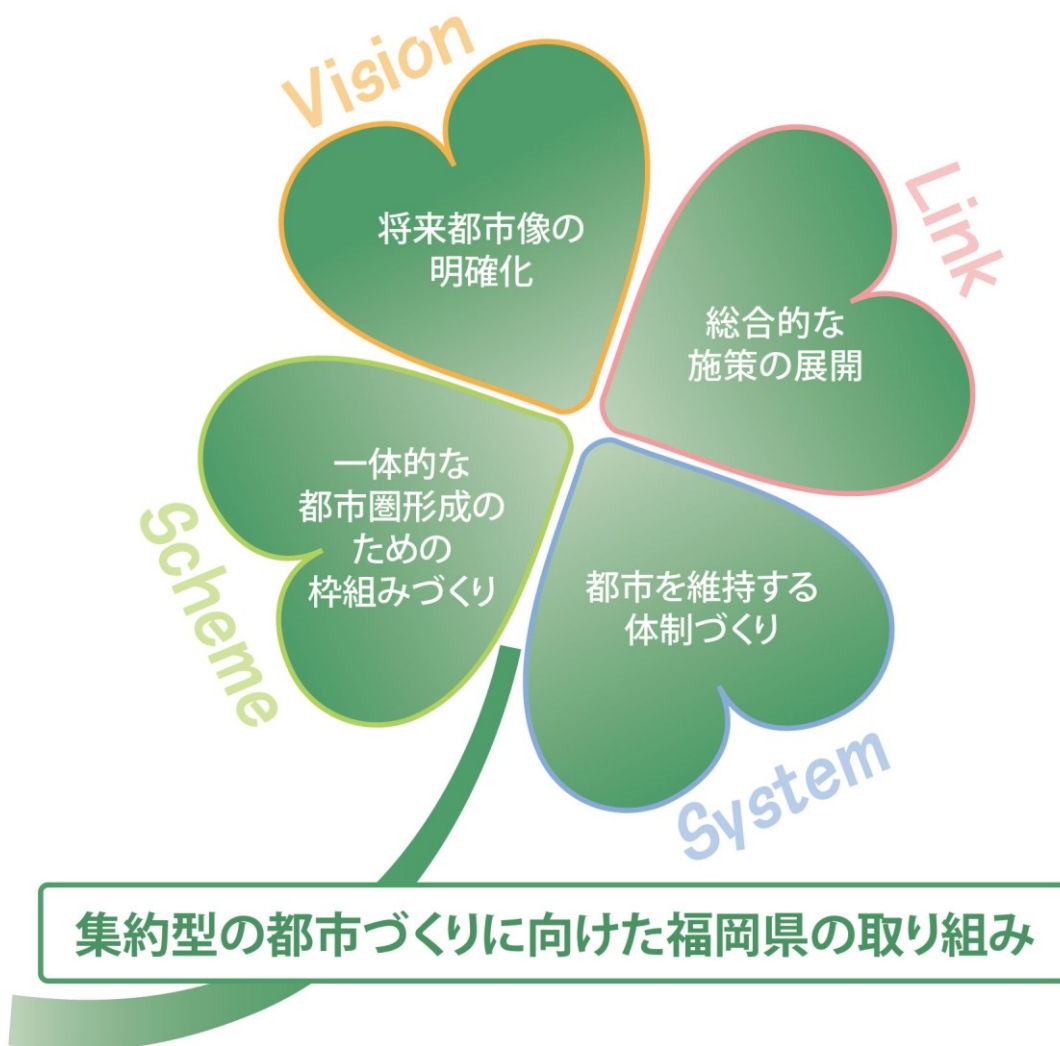 Vision
将来都市像の
明確化
Link
総合的な
施策の展開
Scheme
一体的な
都市圏形成の
ための
枠組みづくり
System
都市を維持する
体制づくり
集約型の都市づくりに向けた福岡県の取り組み